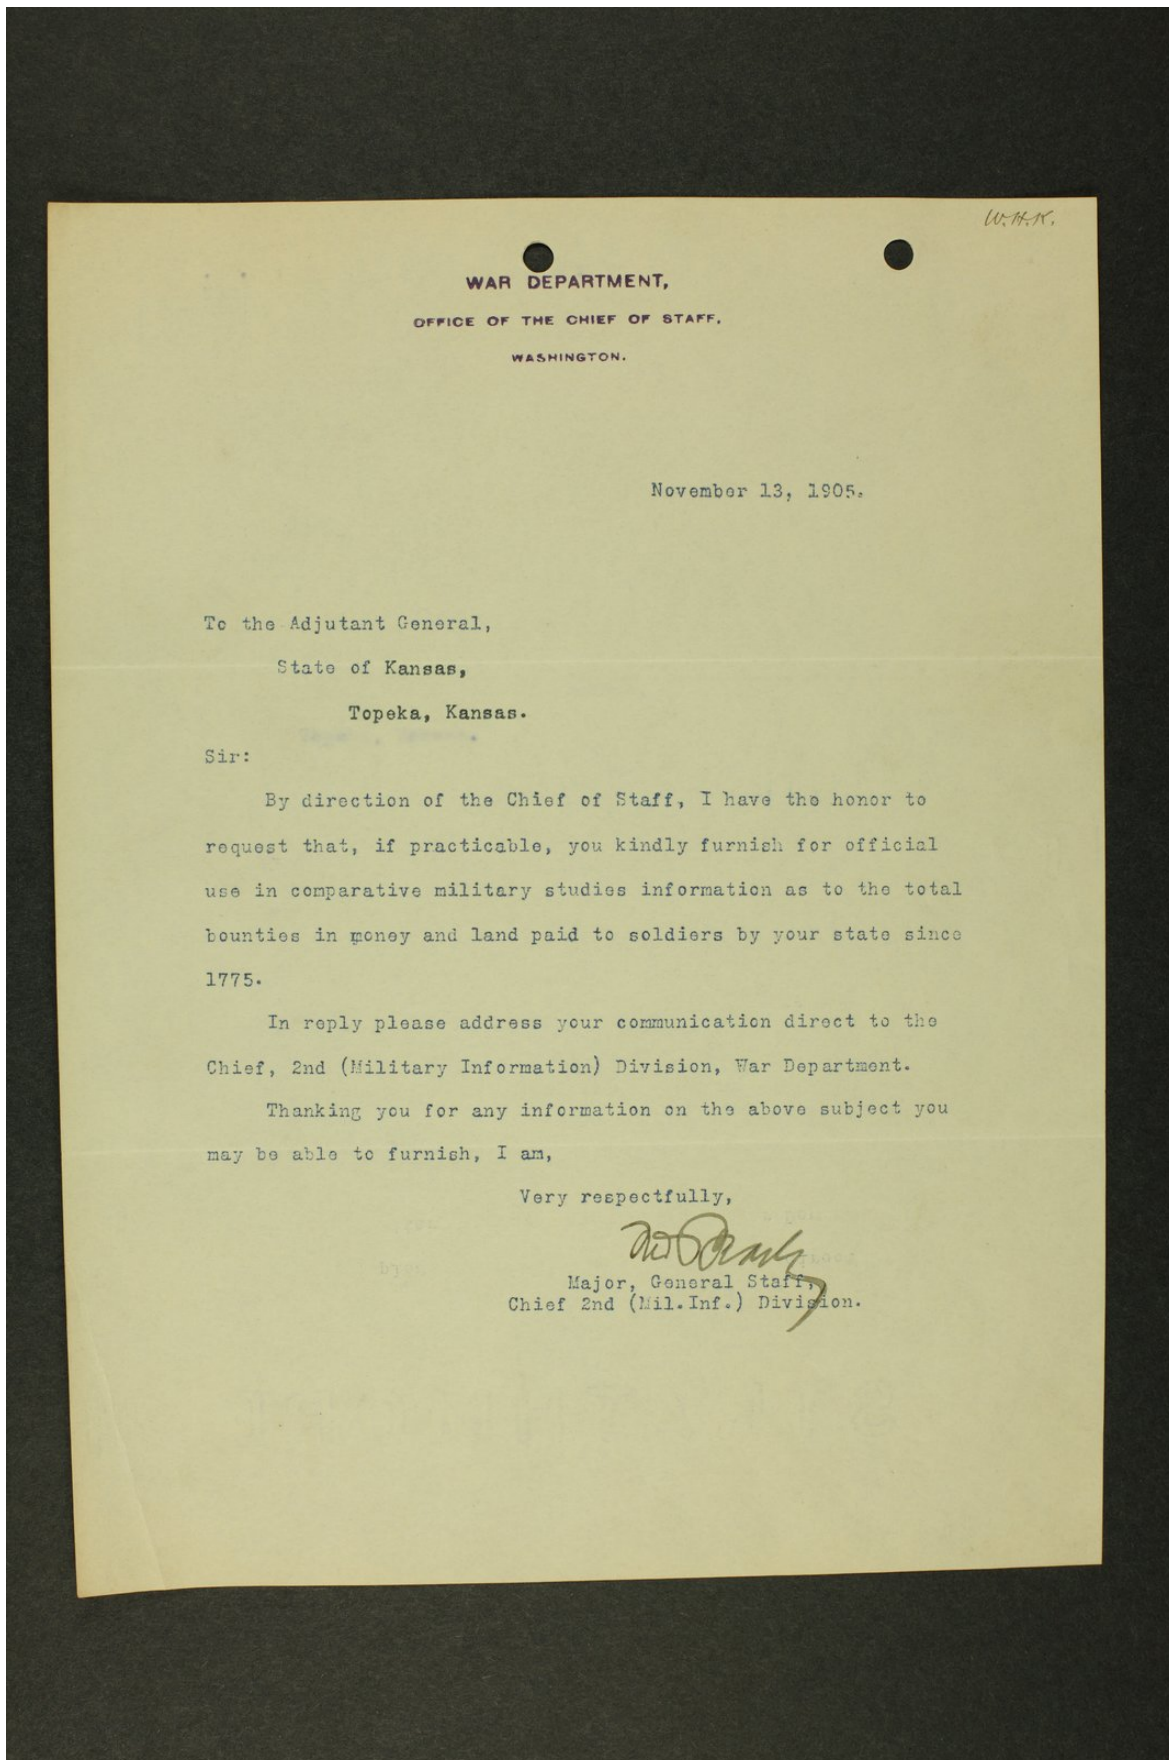 W.H.K.
WAR DEPARTMENT,
OFFICE OF THE CHIEF OF STAFF,
WASHINGTON.
November 13, 1905.
To the Adjutant General,
State of Kansas,
Topeka, Kansas.
Sir:
By direction of the Chief of Staff, I have the honor to
request that, if practicable, you kindly furnish for official
use in comparative military studies information as to the total
bounties in money and land paid to soldiers by your state since
1775.
In reply please address your communication direct to the
Chief, 2nd (Military Information) Division, War Department.
Thanking you for any information on the above subject you
may be able to furnish, I am,
Very respectfully,
Major, General Staff,
Chief 2nd (Mil.Inf.) Division.